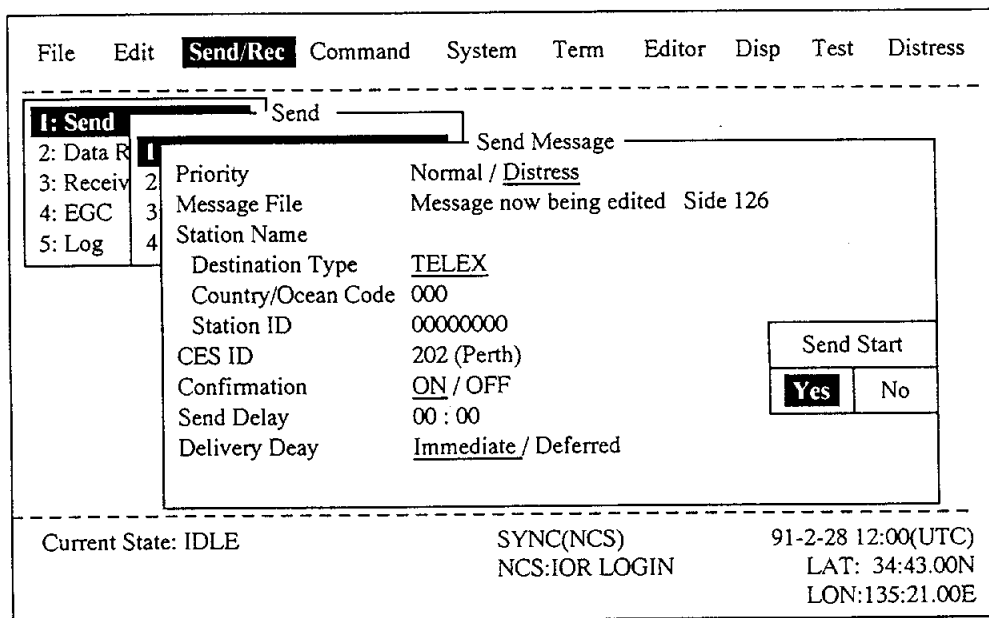 File Edit Send/Rec Command System Term Editor Disp Test Distress
1: Send
2: Data R
3: Receiv
4: EGC
5: Log
Send
1
2
3
4
Send Message
Priority Normal / Distress
Message File Message now being edited Side 126
Station Name
Destination Type TELEX
Country/Ocean Code 000
Station ID 00000000
CES ID 202 (Perth)
Confirmation ON / OFF
Send Delay 00 : 00
Delivery Deay Immediate / Deferred
Send Start
Yes No
Current State: IDLE SYNC(NCS) 91-2-28 12:00(UTC)
NCS:IOR LOGIN LAT: 34:43.00N
LON:135:21.00E